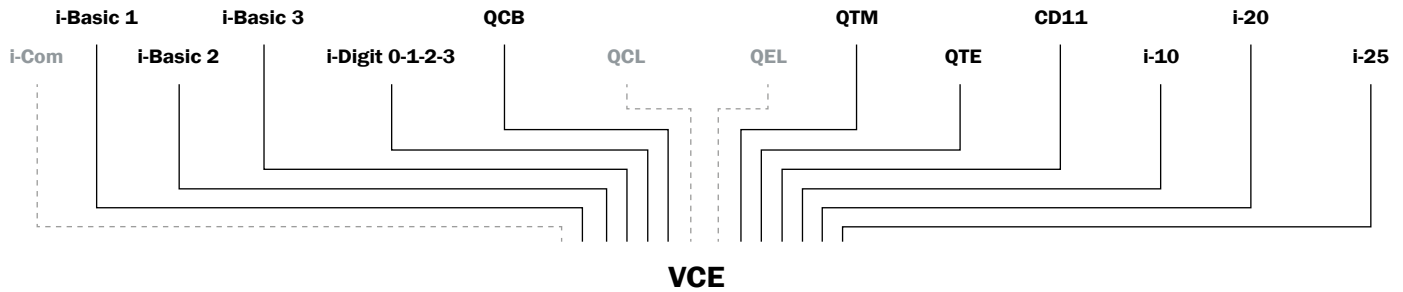 i-Basic 1 i-Basic 3 QCB QTM CD11 i-20
i-Com i-Basic 2 i-Digit 0-1-2-3 QCL QEL QTE i-10 i-25
VCE